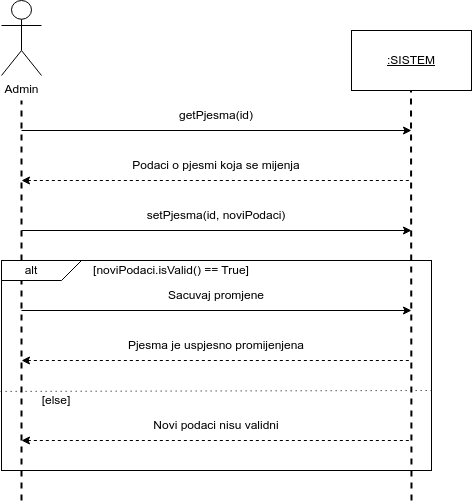 Admin
:SISTEM
getPjesma(id)
Podaci o pjesmi koja se mijenja
setPjesma(id, noviPodaci)
alt
[noviPodaci.isValid() == True]
Sacuvaj promjene
Pjesma je uspjesno promijenjena
[else]
Novi podaci nisu validni